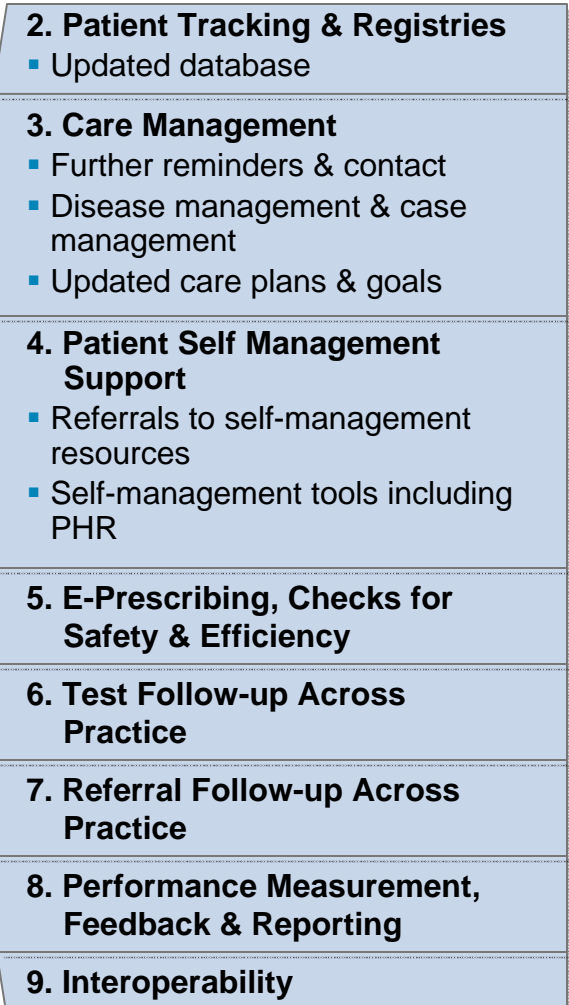 2. Patient Tracking & Registries
▪ Updated database
3. Care Management
▪ Further reminders & contact
▪ Disease management & case
management
▪ Updated care plans & goals
4. Patient Self Management
Support
▪ Referrals to self-management
resources
▪ Self-management tools including
PHR
5. E-Prescribing, Checks for
Safety & Efficiency
6. Test Follow-up Across
Practice
7. Referral Follow-up Across
Practice
8. Performance Measurement,
Feedback & Reporting
9. Interoperability